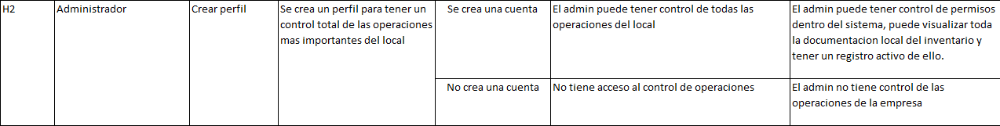 H2
Administrador
Crear perfil
Se crea un perfil para tener un
control total de las operaciones
mas importantes del local
Se crea una cuenta
El admin puede tener control de todas las
operaciones del local
El admin puede tener control de permisos
dentro del sistema, puede visualizar toda
la documentacion local del inventario y
tener un registro activo de ello.
No crea una cuenta
No tiene acceso al control de operaciones
El admin no tiene control de las
operaciones de la empresa